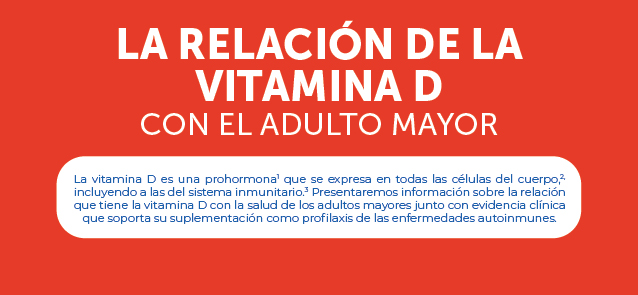 LA RELACIÓN DE LA
VITAMINA D
CON EL ADULTO MAYOR
La vitamina D es una prohormona¹ que se expresa en todas las células del cuerpo,²·
incluyendo a las del sistema inmunitario.³ Presentaremos información sobre la relación
que tiene la vitamina D con la salud de los adultos mayores junto con evidencia clínica
que soporta su suplementación como profilaxis de las enfermedades autoinmunes.